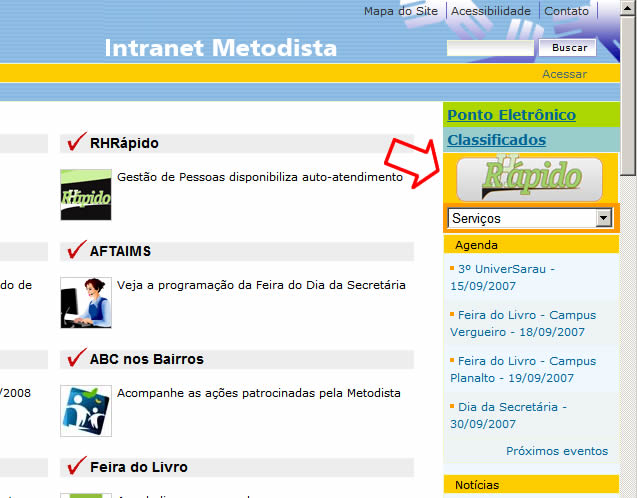 Mapa do Site Acessibilidade Contato
Intranet Metodista
Buscar
Acessar
RHRápido
Rápido
Gestão de Pessoas disponibiliza auto-atendimento
AFTAIMS
do de
Veja a programação da Feira do Dia da Secretária
ABC nos Bairros
/2008
Acompanhe as ações patrocinadas pela Metodista
Feira do Livro
Ponto Eletrônico
Classificados
Rápido
Serviços
Agenda
3º UniverSarau -
15/09/2007
Feira do Livro - Campus
Vergueiro - 18/09/2007
Feira do Livro - Campus
Planalto - 19/09/2007
Dia da Secretária -
30/09/2007
Próximos eventos
Notícias